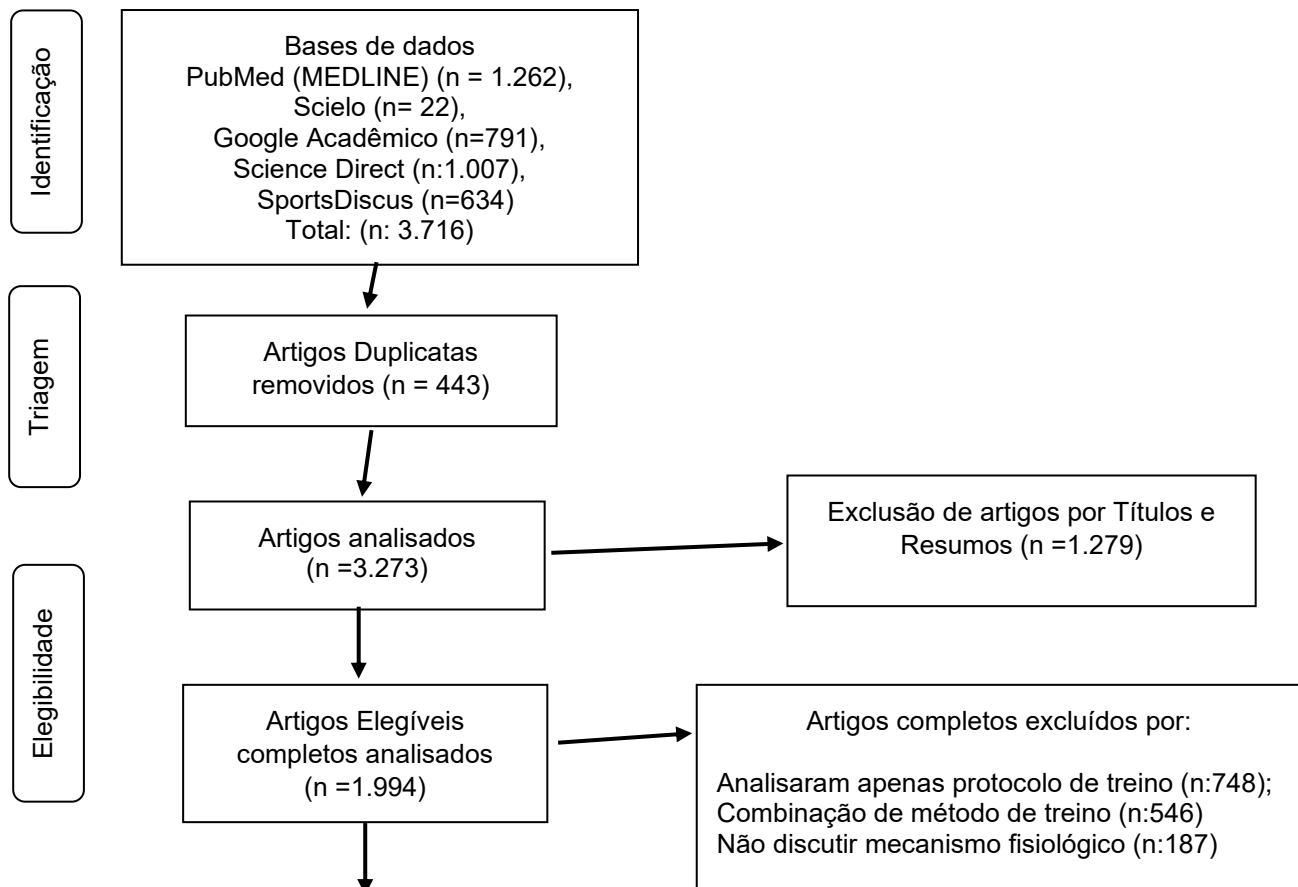 Identificação
Bases de dados
PubMed (MEDLINE) (n = 1.262),
Scielo (n= 22),
Google Acadêmico (n=791),
Science Direct (n:1.007),
SportsDiscus (n=634)
Total: (n: 3.716)
Triagem
Artigos Duplicatas
removidos (n = 443)
Artigos analisados
(n =3.273)
Exclusão de artigos por Títulos e
Resumos (n =1.279)
Elegibilidade
Artigos Elegíveis
completos analisados
(n =1.994)
Artigos completos excluídos por:
Analisaram apenas protocolo de treino (n:748);
Combinação de método de treino (n:546)
Não discutir mecanismo fisiológico (n:187)